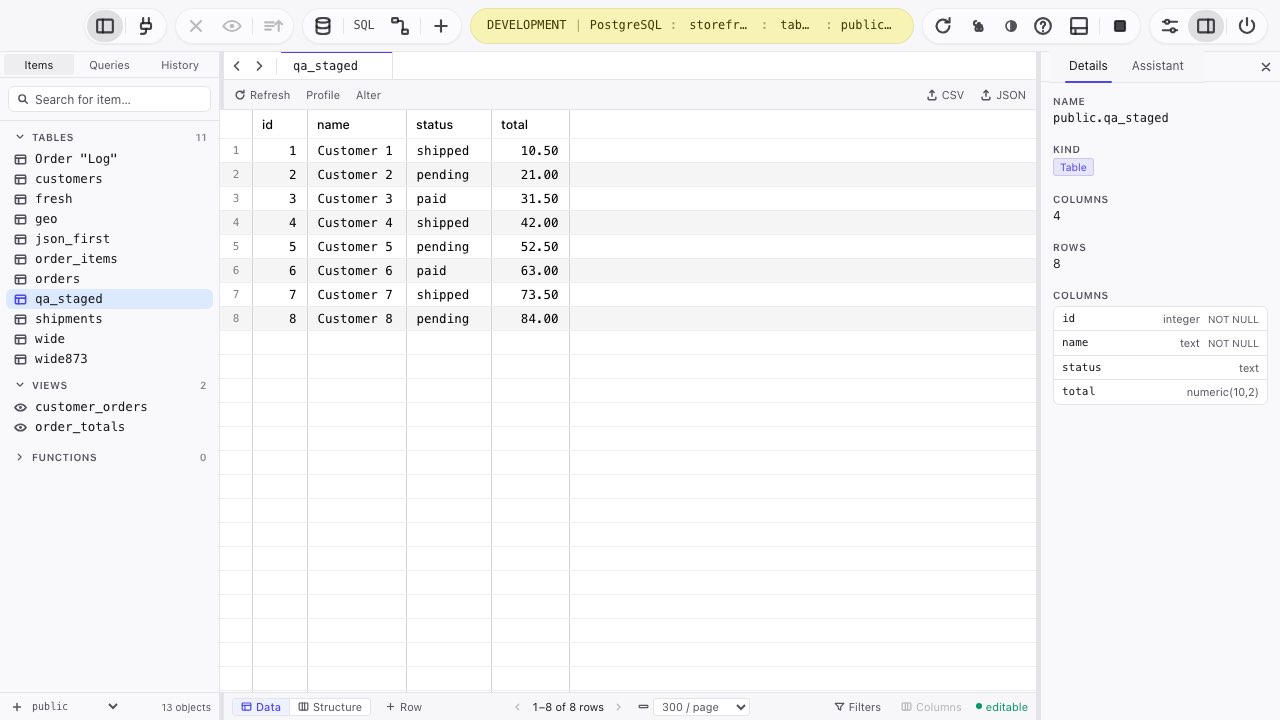 SQL
DEVELOPMENT | PostgreSQL : storefr… : tab… : public…
Items Queries History
Search for item...
TABLES 11
Order "Log"
customers
fresh
geo
json_first
order_items
orders
qa_staged
shipments
wide
wide873
VIEWS 2
customer_orders
order_totals
FUNCTIONS 0
public 13 objects
qa_staged
Refresh Profile Alter CSV JSON
id name status total
1 1 Customer 1 shipped 10.50
2 2 Customer 2 pending 21.00
3 3 Customer 3 paid 31.50
4 4 Customer 4 shipped 42.00
5 5 Customer 5 pending 52.50
6 6 Customer 6 paid 63.00
7 7 Customer 7 shipped 73.50
8 8 Customer 8 pending 84.00
Data Structure + Row 1–8 of 8 rows 300 / page Filters Columns editable
Details Assistant
NAME
public.qa_staged
KIND
Table
COLUMNS
4
ROWS
8
COLUMNS
id integer NOT NULL
name text NOT NULL
status text
total numeric(10,2)